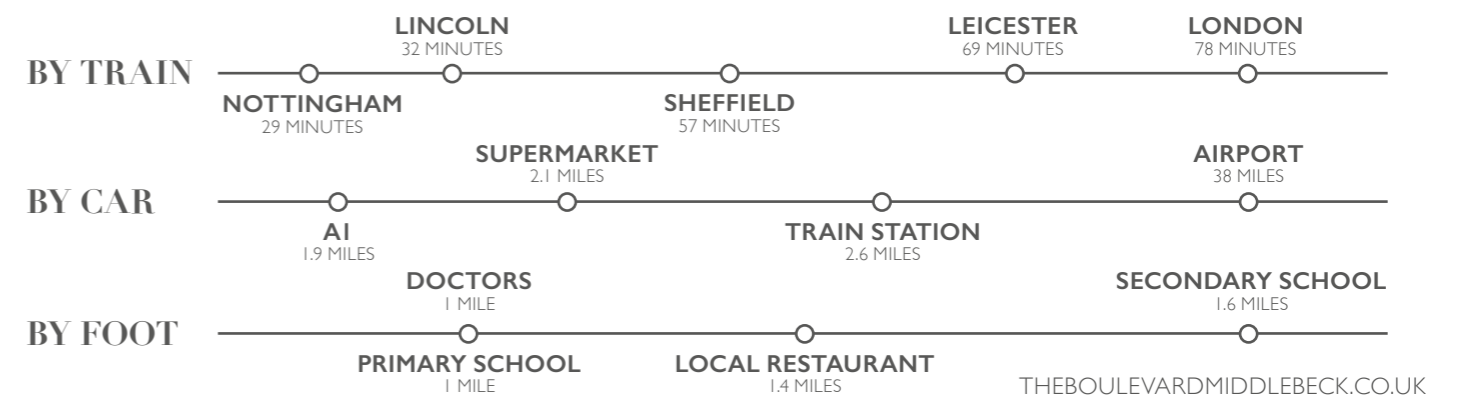 LINCOLN
32 MINUTES
LEICESTER
69 MINUTES
LONDON
78 MINUTES
BY TRAIN
NOTTINGHAM
29 MINUTES
SHEFFIELD
57 MINUTES
SUPERMARKET
2.1 MILES
AIRPORT
38 MILES
BY CAR
A1
1.9 MILES
TRAIN STATION
2.6 MILES
DOCTORS
1 MILE
SECONDARY SCHOOL
1.6 MILES
BY FOOT
PRIMARY SCHOOL
1 MILE
LOCAL RESTAURANT
1.4 MILES
THEBOULEVARDMIDDLEBECK.CO.UK